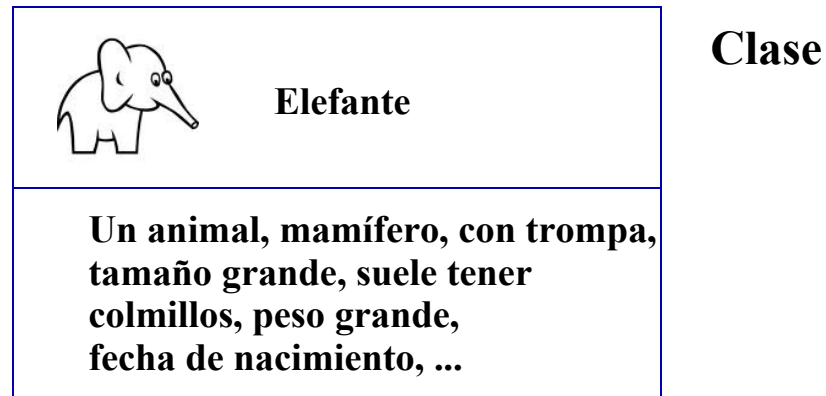 Clase
Elefante
Un animal, mamífero, con trompa,
tamaño grande, suele tener
colmillos, peso grande,
fecha de nacimiento, ...